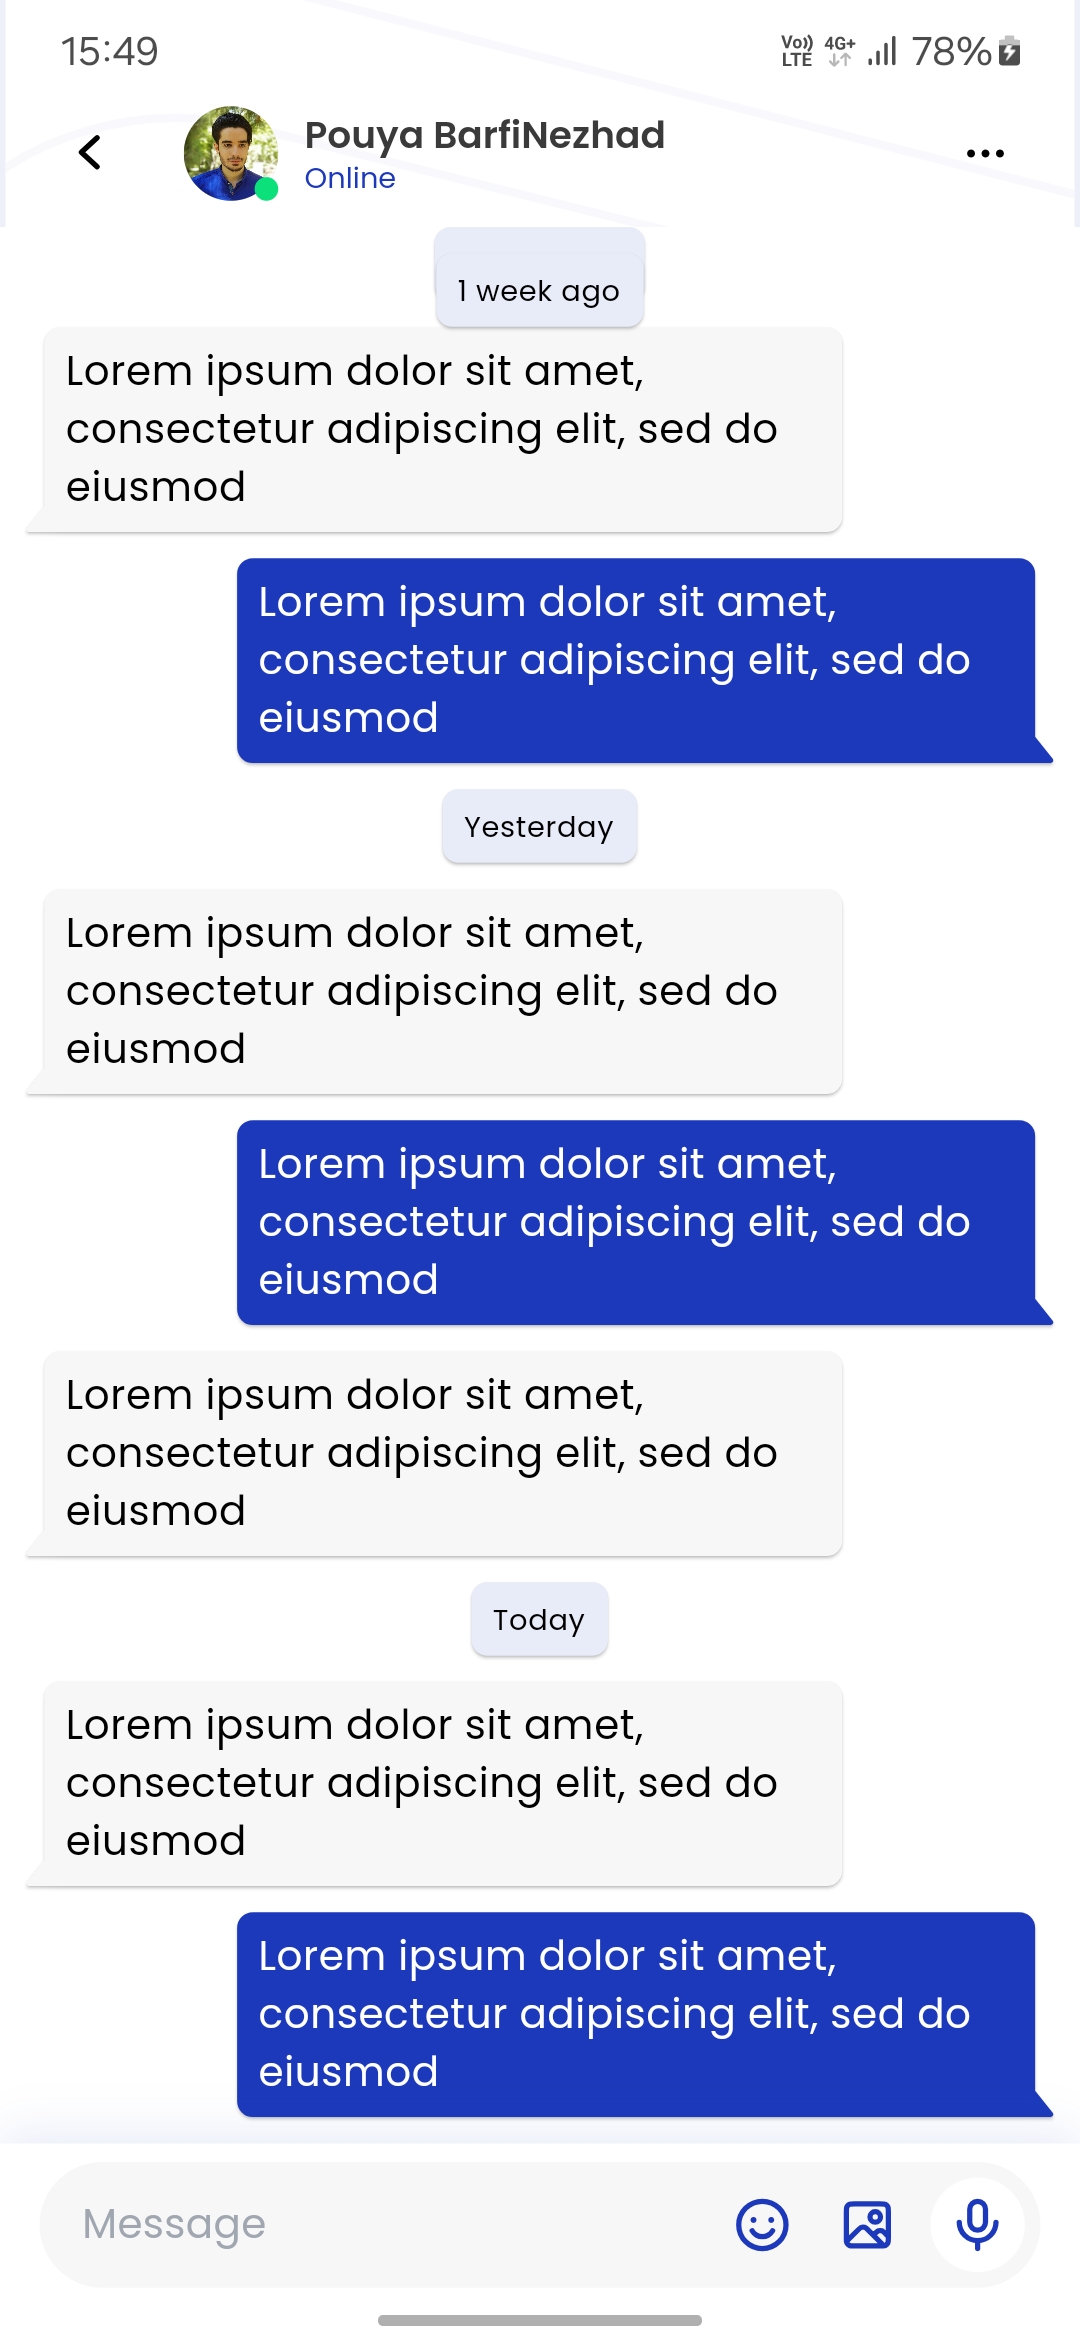 15:49
Vo)) LTE 4G+ 78%
Pouya BarfiNezhad
Online
1 week ago
Lorem ipsum dolor sit amet,
consectetur adipiscing elit, sed do
eiusmod
Lorem ipsum dolor sit amet,
consectetur adipiscing elit, sed do
eiusmod
Yesterday
Lorem ipsum dolor sit amet,
consectetur adipiscing elit, sed do
eiusmod
Lorem ipsum dolor sit amet,
consectetur adipiscing elit, sed do
eiusmod
Lorem ipsum dolor sit amet,
consectetur adipiscing elit, sed do
eiusmod
Today
Lorem ipsum dolor sit amet,
consectetur adipiscing elit, sed do
eiusmod
Lorem ipsum dolor sit amet,
consectetur adipiscing elit, sed do
eiusmod
Message